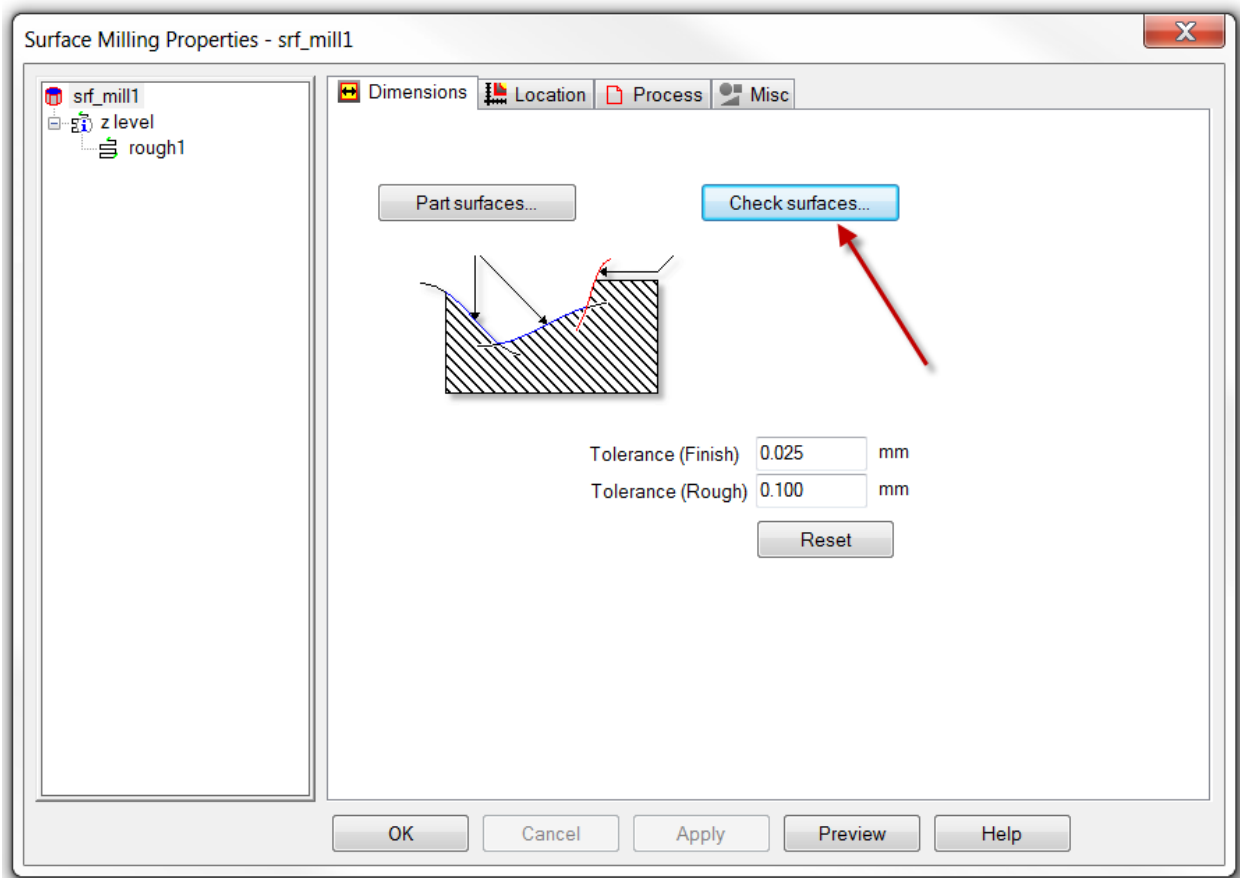 Surface Milling Properties - srf_mill1
srf_mill1
z level
rough1
Dimensions Location Process Misc
Part surfaces... Check surfaces...
Tolerance (Finish) 0.025 mm
Tolerance (Rough) 0.100 mm
Reset
OK Cancel Apply Preview Help